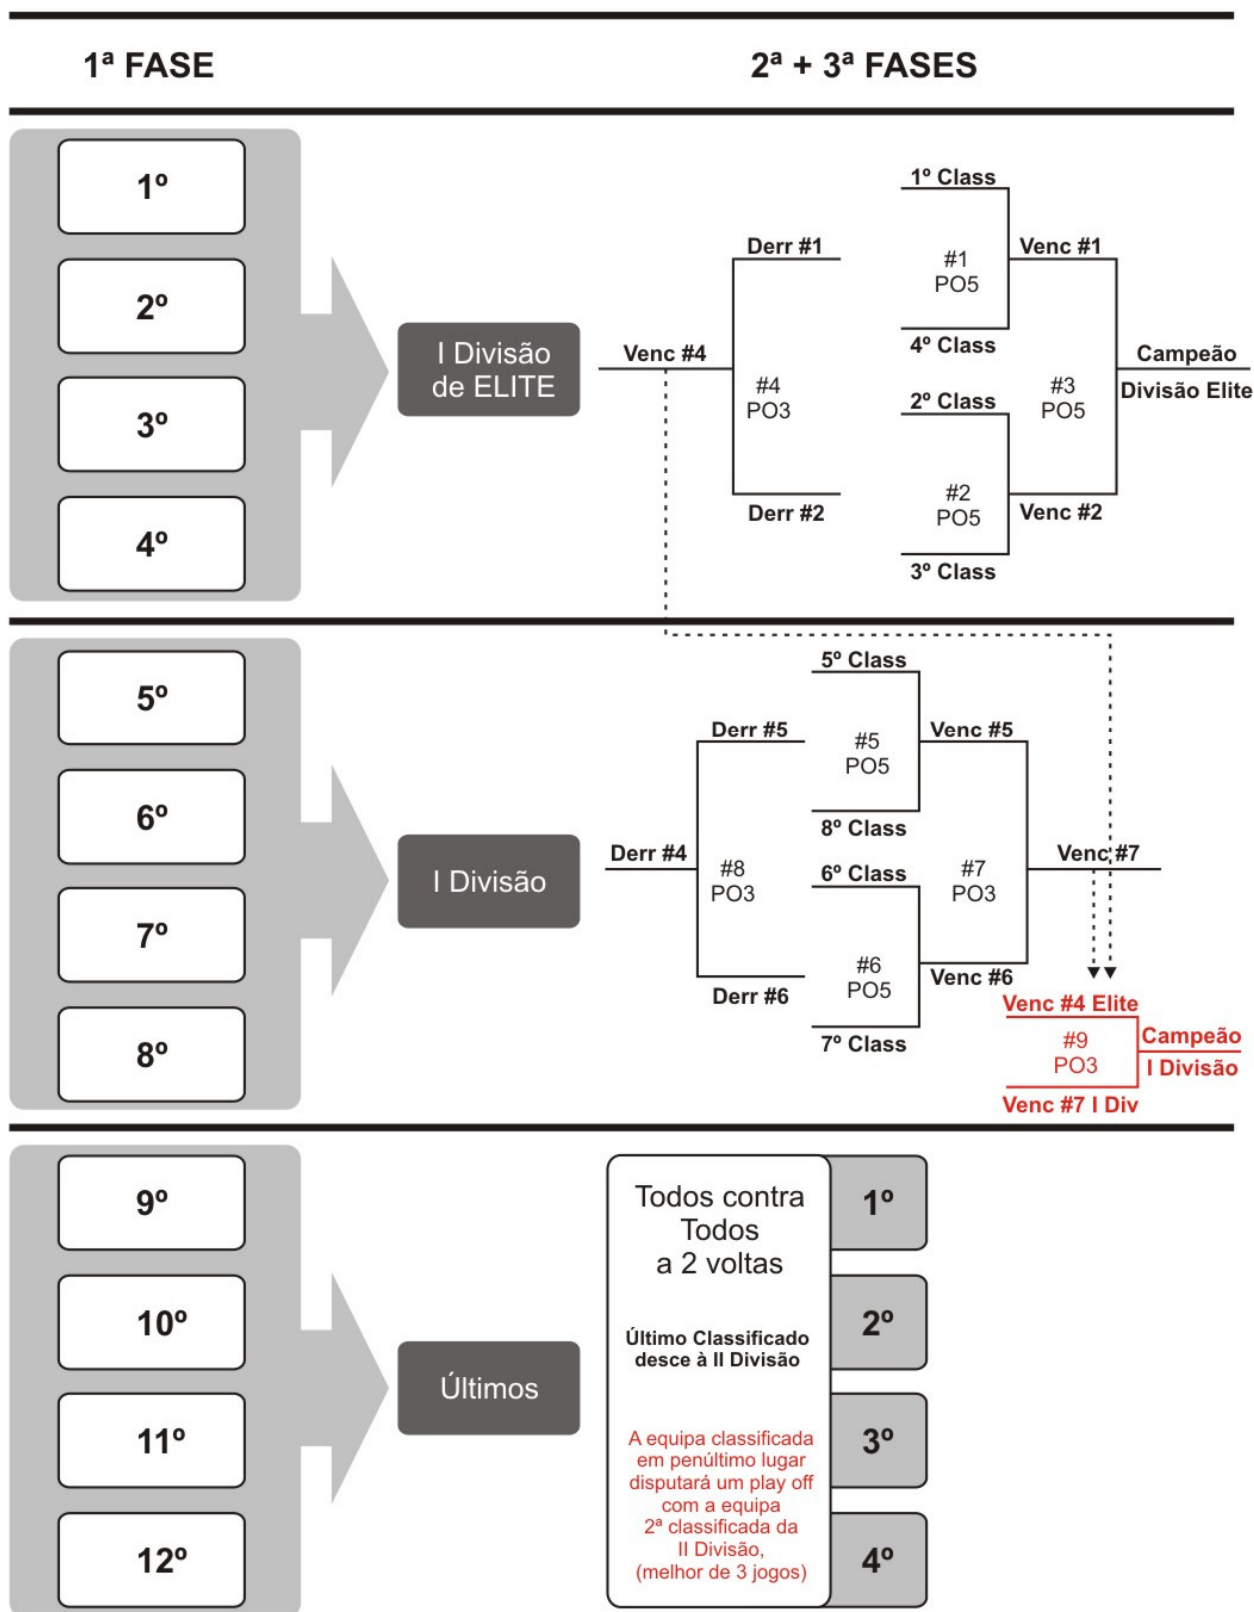 1ª FASE
2ª + 3ª FASES
1º
2º
3º
4º
I Divisão
de ELITE
Venc #4
Derr #1
#4
PO3
Derr #2
1º Class
#1
PO5
4º Class
2º Class
#2
PO5
3º Class
Venc #1
#3
PO5
Venc #2
Campeão
Divisão Elite
5º
6º
7º
8º
I Divisão
Derr #4
Derr #5
#8
PO3
Derr #6
5º Class
#5
PO5
8º Class
6º Class
#6
PO5
7º Class
Venc #5
#7
PO3
Venc #6
Venc #7
Venc #4 Elite
#9
PO3
Venc #7 I Div
Campeão
I Divisão
9º
10º
11º
12º
Últimos
Todos contra
Todos
a 2 voltas
Último Classificado
desce à II Divisão
A equipa classificada
em penúltimo lugar
disputará um play off
com a equipa
2ª classificada da
II Divisão,
(melhor de 3 jogos)
1º
2º
3º
4º